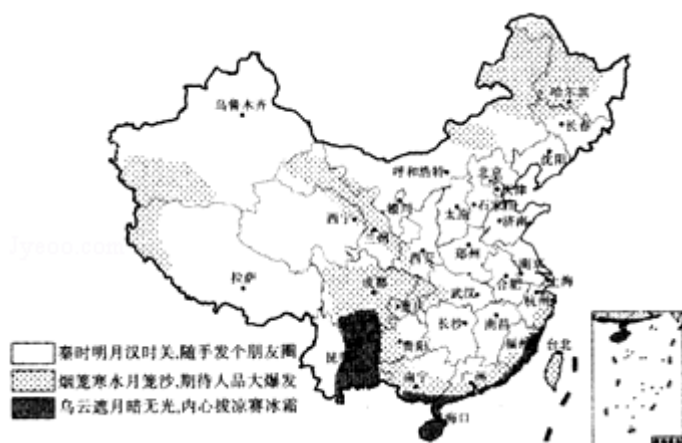 乌鲁木齐
哈尔滨
长春
沈阳
呼和浩特
北京
天津
石家庄
太原
济南
银川
西宁
兰州
西安
郑州
拉萨
成都
重庆
武汉
合肥
南京
上海
杭州
长沙
南昌
贵阳
昆
福州
台北
南宁
广州
海口
秦时明月汉时关,随手发个朋友圈
烟笼寒水月笼沙,期待人品大爆发
乌云遮月暗无光,内心拔凉赛冰霜